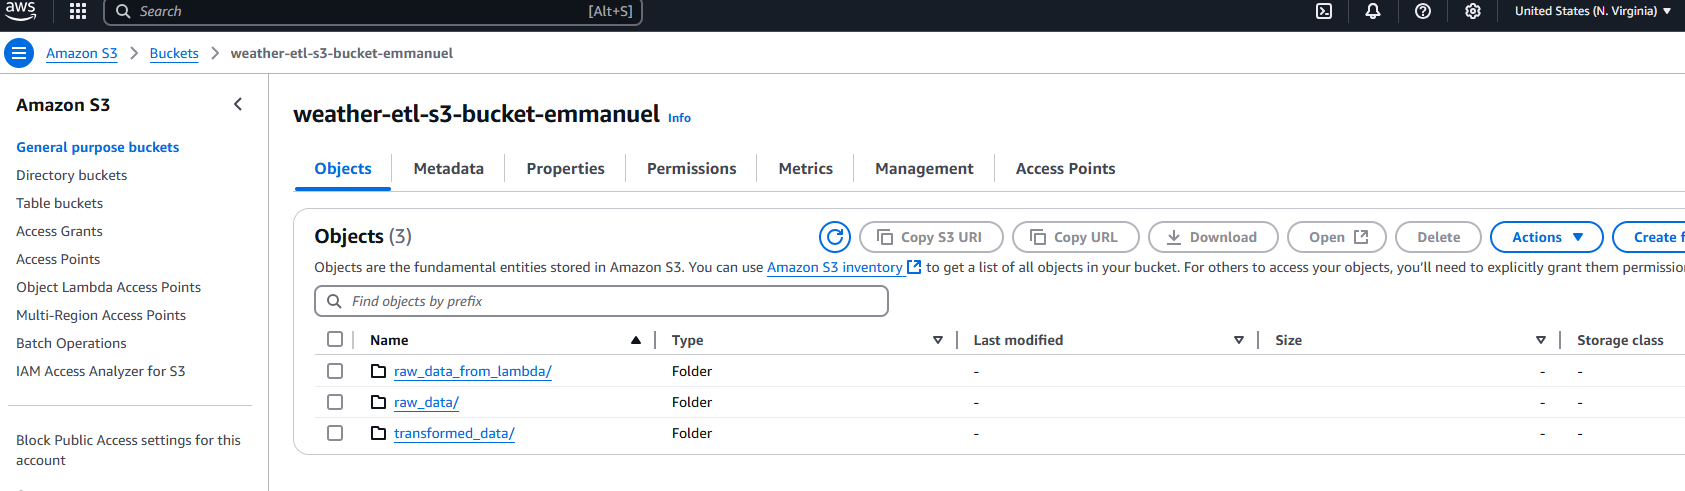 aws Search [Alt+S] United States (N. Virginia)
Amazon S3 Buckets weather-etl-s3-bucket-emmanuel
Amazon S3
General purpose buckets
Directory buckets
Table buckets
Access Grants
Access Points
Object Lambda Access Points
Multi-Region Access Points
Batch Operations
IAM Access Analyzer for S3
Block Public Access settings for this
account
weather-etl-s3-bucket-emmanuel Info
Objects Metadata Properties Permissions Metrics Management Access Points
Objects (3) Copy S3 URI Copy URL Download Open Delete Actions Create f
Objects are the fundamental entities stored in Amazon S3. You can use Amazon S3 inventory to get a list of all objects in your bucket. For others to access your objects, you'll need to explicitly grant them permissio
Find objects by prefix
Name Type Last modified Size Storage class
raw_data_from_lambda/ Folder - - -
raw_data/ Folder - - -
transformed_data/ Folder - - -